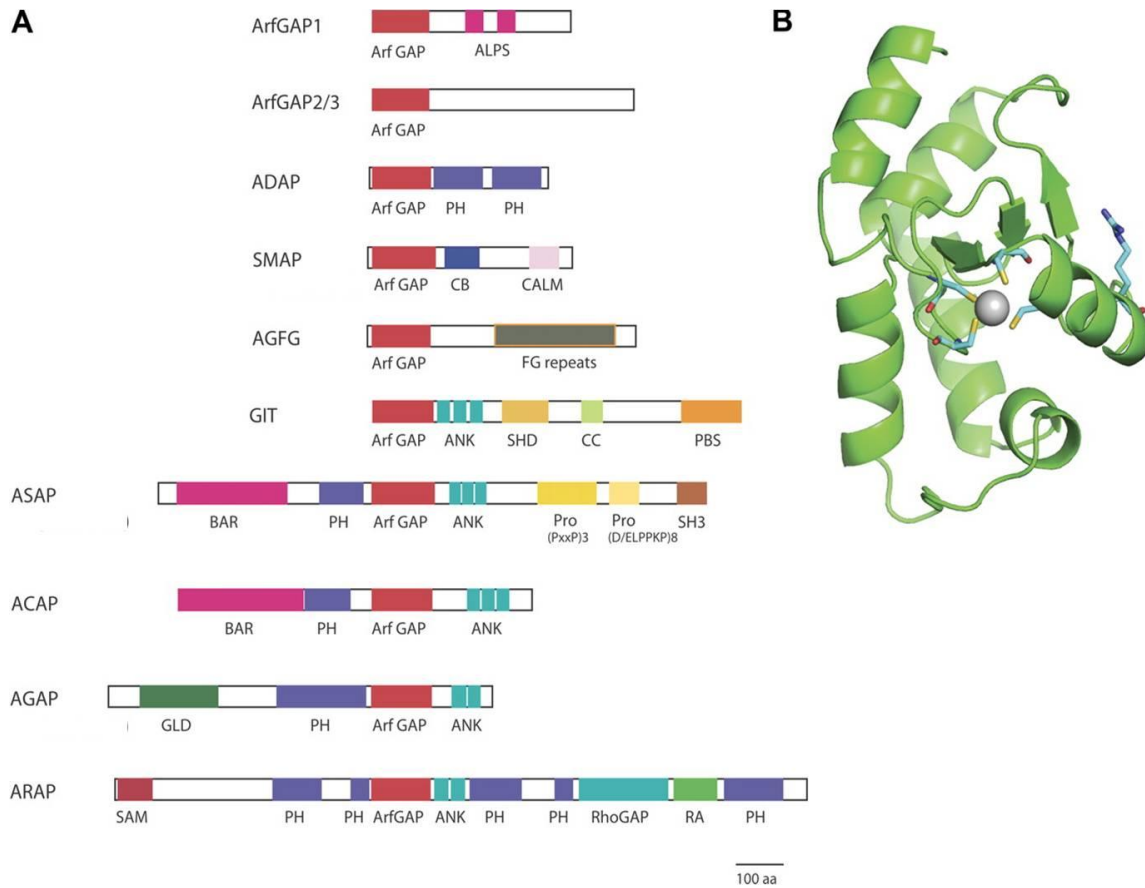 A
B
ArfGAP1
Arf GAP ALPS
ArfGAP2/3
Arf GAP
ADAP
Arf GAP PH PH
SMAP
Arf GAP CB CALM
AGFG
Arf GAP FG repeats
GIT
Arf GAP ANK SHD CC PBS
ASAP
BAR PH Arf GAP ANK Pro Pro SH3
(PxxP)3 (D/ELPPKP)8
)
ACAP
BAR PH Arf GAP ANK
AGAP
GLD PH Arf GAP ANK
)
ARAP
SAM PH PH ArfGAP ANK PH PH RhoGAP RA PH
100 aa